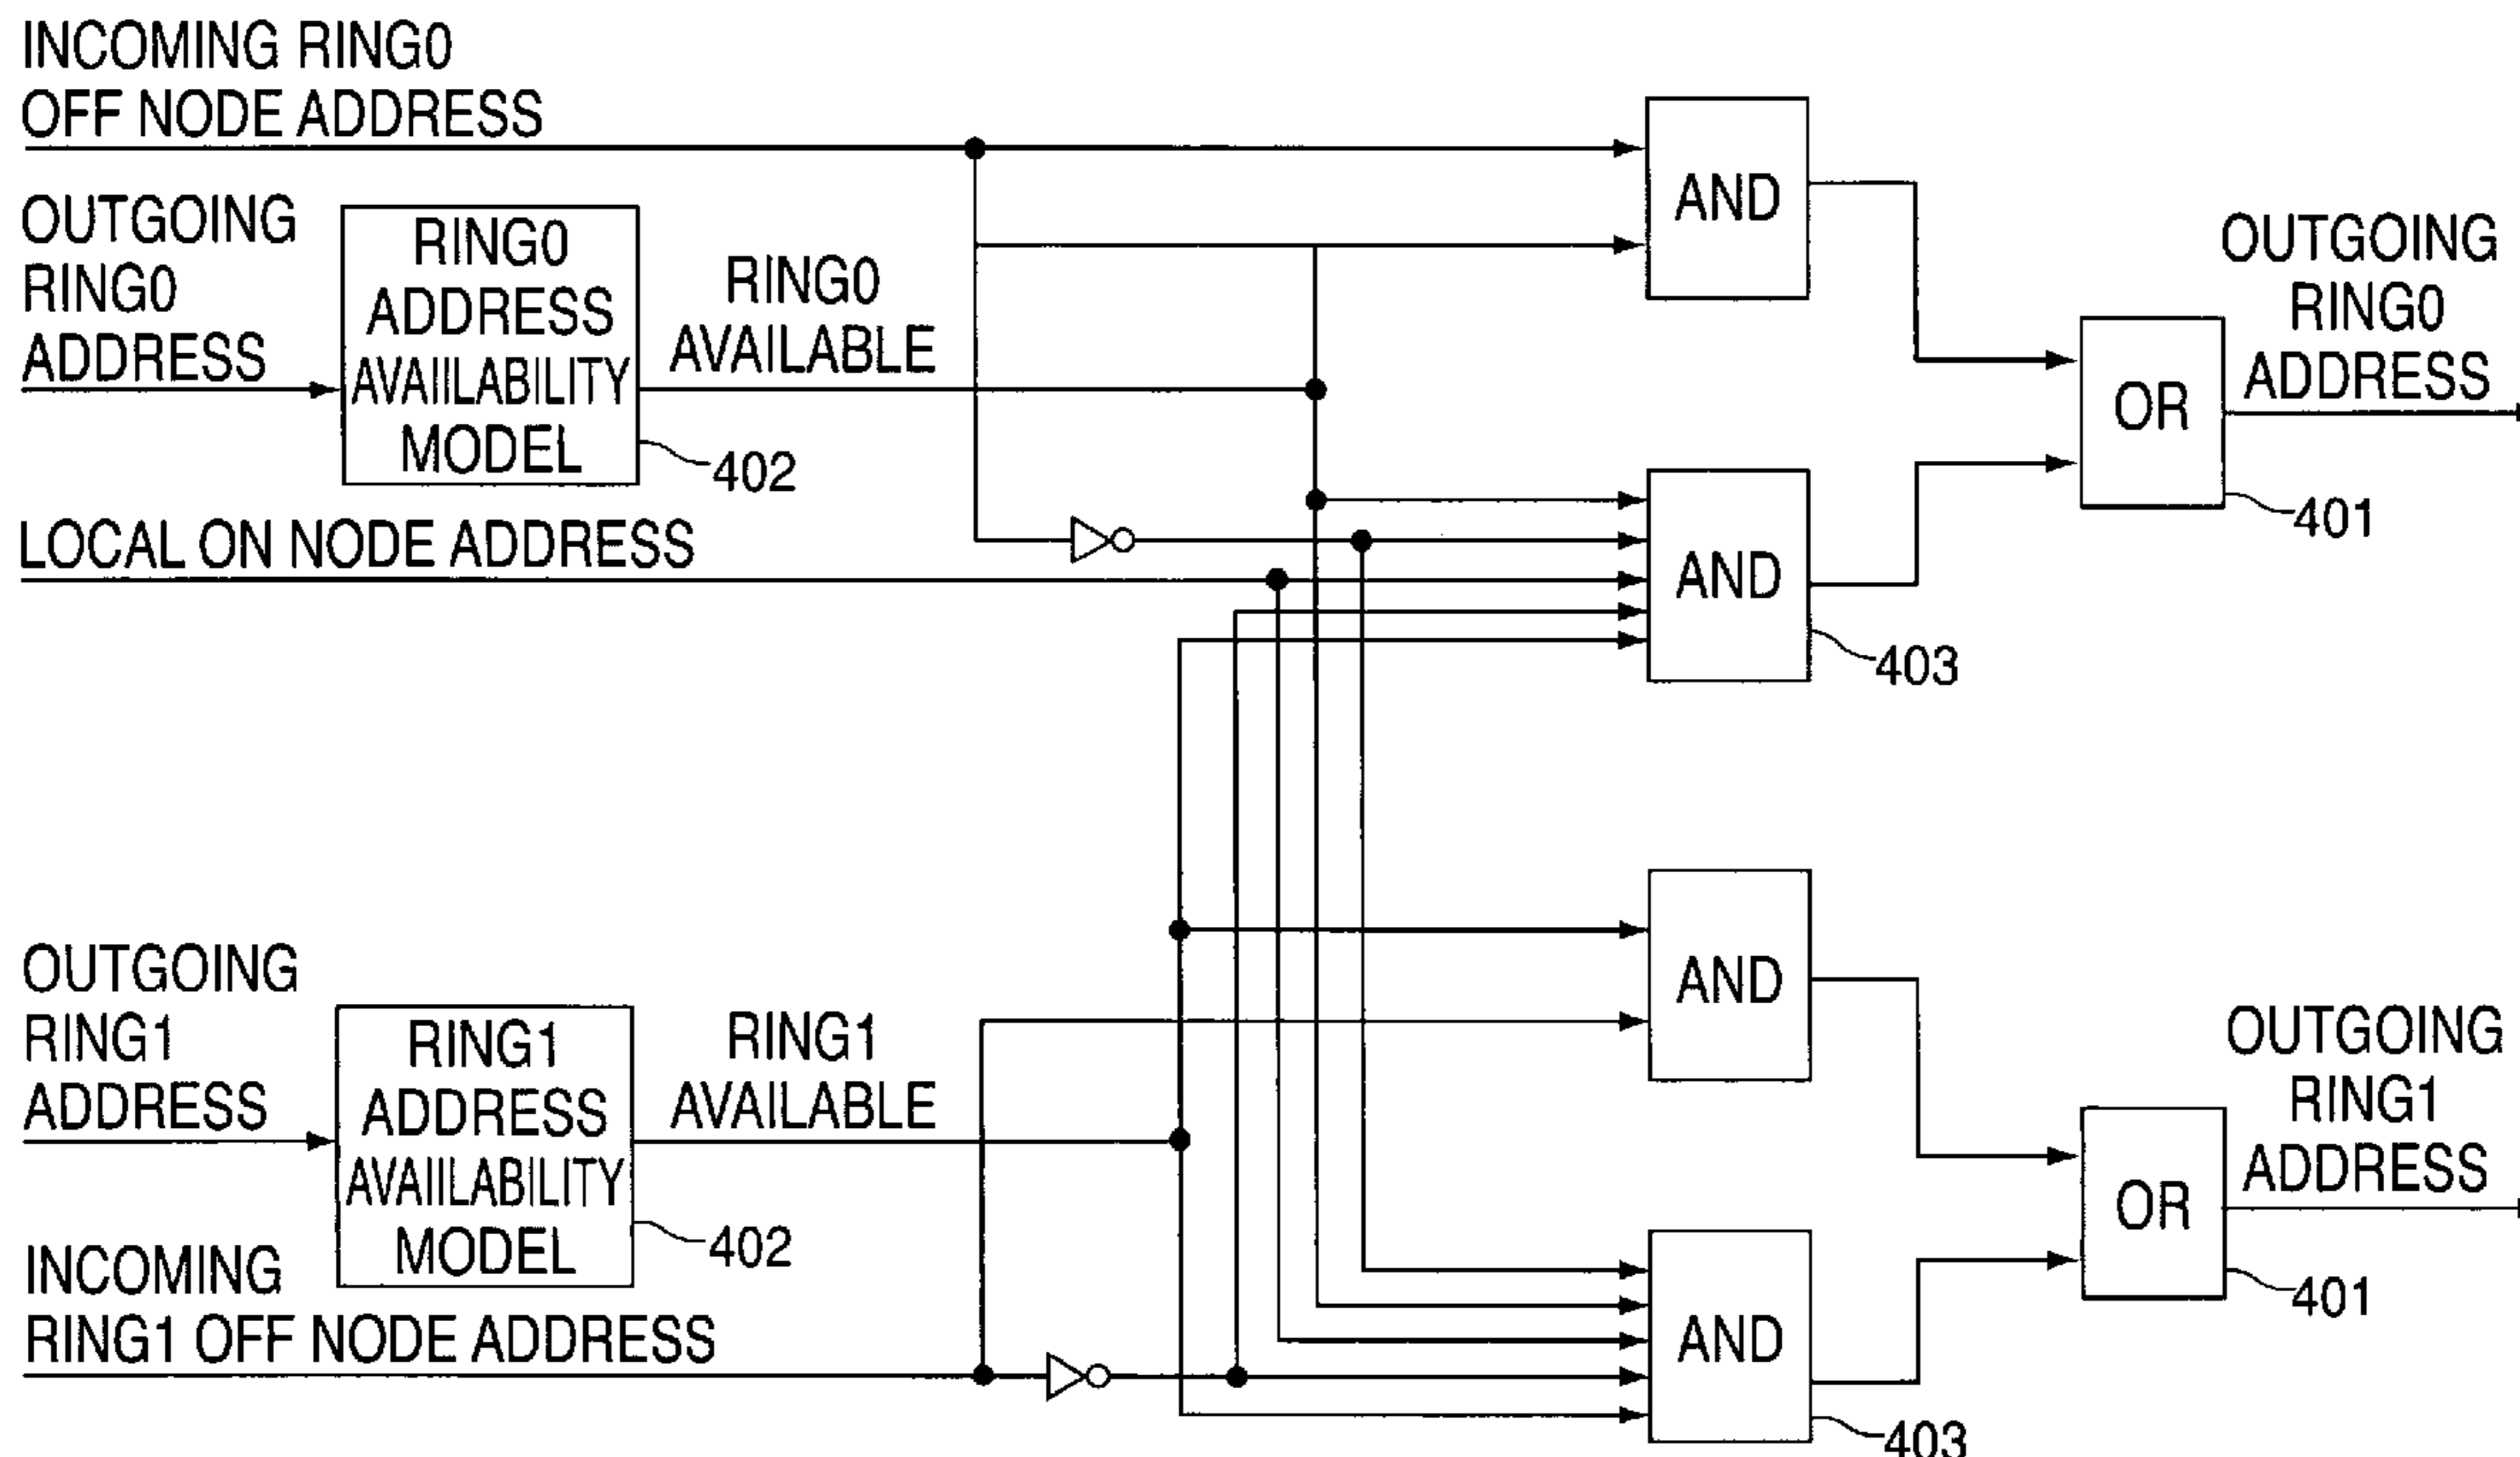 INCOMING RING0
OFF NODE ADDRESS
OUTGOING
RING0
ADDRESS
RING0
ADDRESS
AVAIILABILITY
MODEL
402
RING0
AVAILABLE
LOCAL ON NODE ADDRESS
AND
AND
403
OR
401
OUTGOING
RING0
ADDRESS
OUTGOING
RING1
ADDRESS
RING1
ADDRESS
AVAIILABILITY
MODEL
402
RING1
AVAILABLE
INCOMING
RING1 OFF NODE ADDRESS
AND
AND
403
OR
401
OUTGOING
RING1
ADDRESS